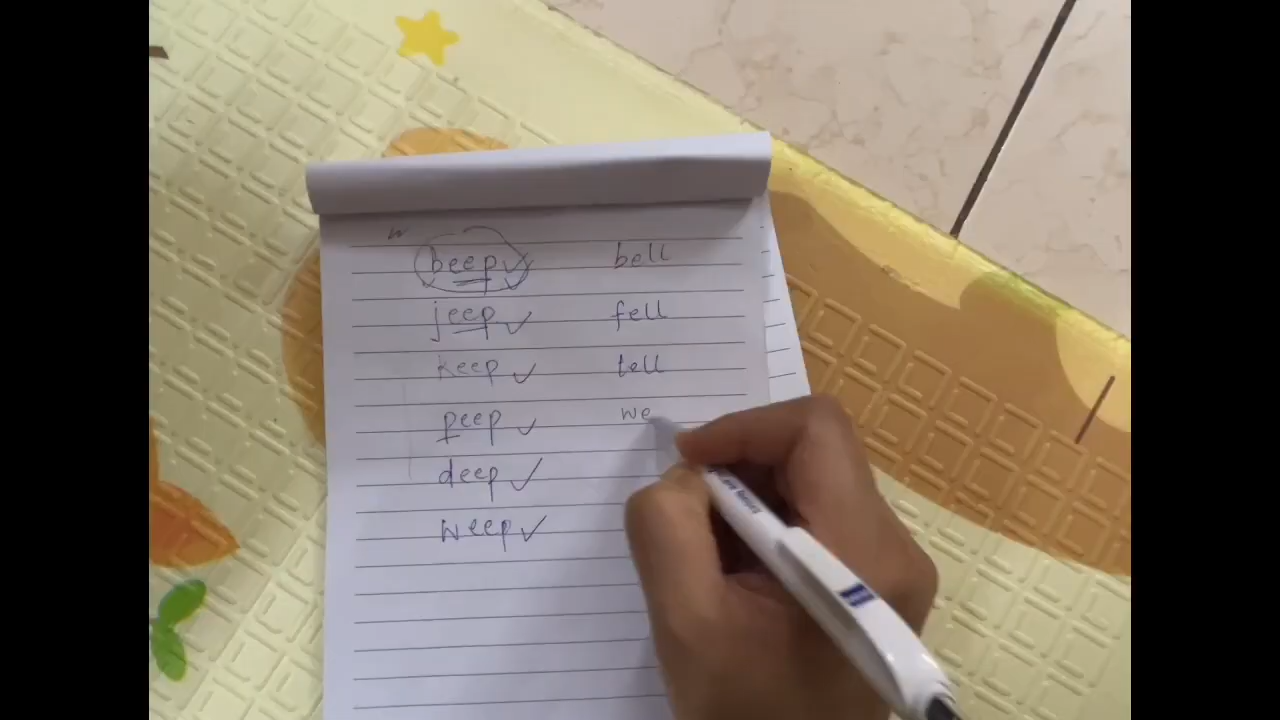 beep ✓ bell
jeep ✓ fell
keep ✓ tell
peep ✓ we
deep ✓
weep ✓